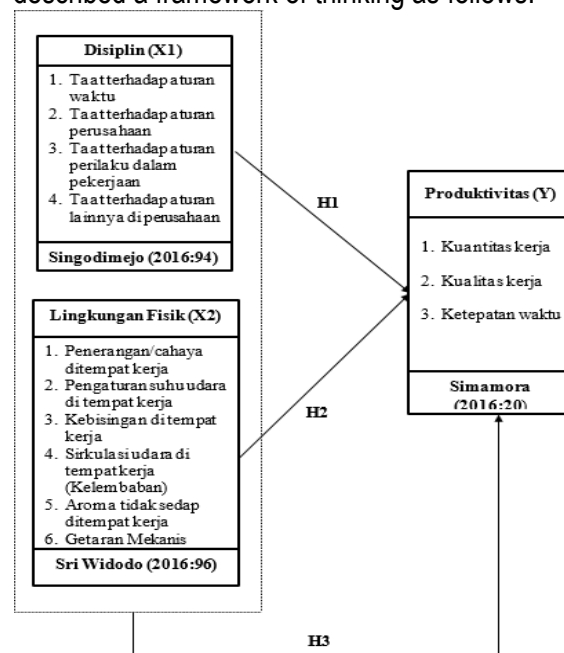 described a framework of thinking as follows:
Disiplin (X1)
1. Taat terhadap aturan
waktu
2. Taat terhadap aturan
perusahaan
3. Taat terhadap aturan
perilaku dalam
pekerjaan
4. Taat terhadap aturan
lainnya di perusahaan
Singodimejo (2016:94)
H1
Produktivitas (Y)
1. Kuantitas kerja
2. Kualitas kerja
3. Ketepatan waktu
Simamora
(2016:20)
Lingkungan Fisik (X2)
1. Penerangan/cahaya
ditempat kerja
2. Pengaturan suhu udara
di tempat kerja
3. Kebisingan di tempat
kerja
4. Sirkulasi udara di
tempat kerja
(Kelembaban)
5. Aroma tidak sedap
ditempat kerja
6. Getaran Mekanis
Sri Widodo (2016:96)
H2
H3